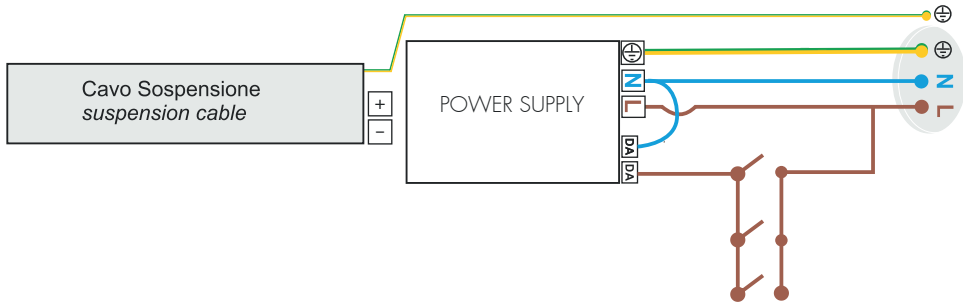 Cavo Sospensione
suspension cable
+
−
POWER SUPPLY
N
L
DA
DA
N
L